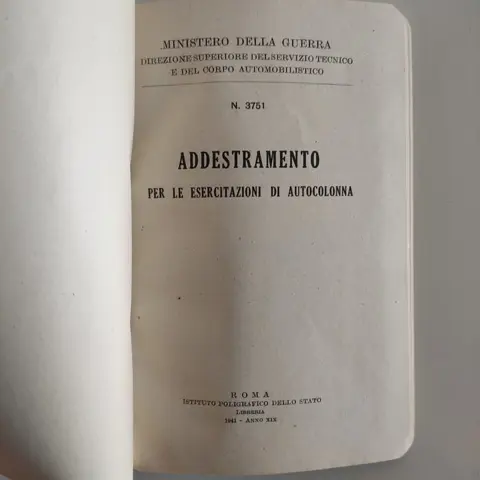 MINISTERO DELLA GUERRA
DIREZIONE SUPERIORE DEL SERVIZIO TECNICO
E DEL CORPO AUTOMOBILISTICO
N. 3751
ADDESTRAMENTO
PER LE ESERCITAZIONI DI AUTOCOLONNA
ROMA
ISTITUTO POLIGRAFICO DELLO STATO
LIBRERIA
1941 - ANNO XIX